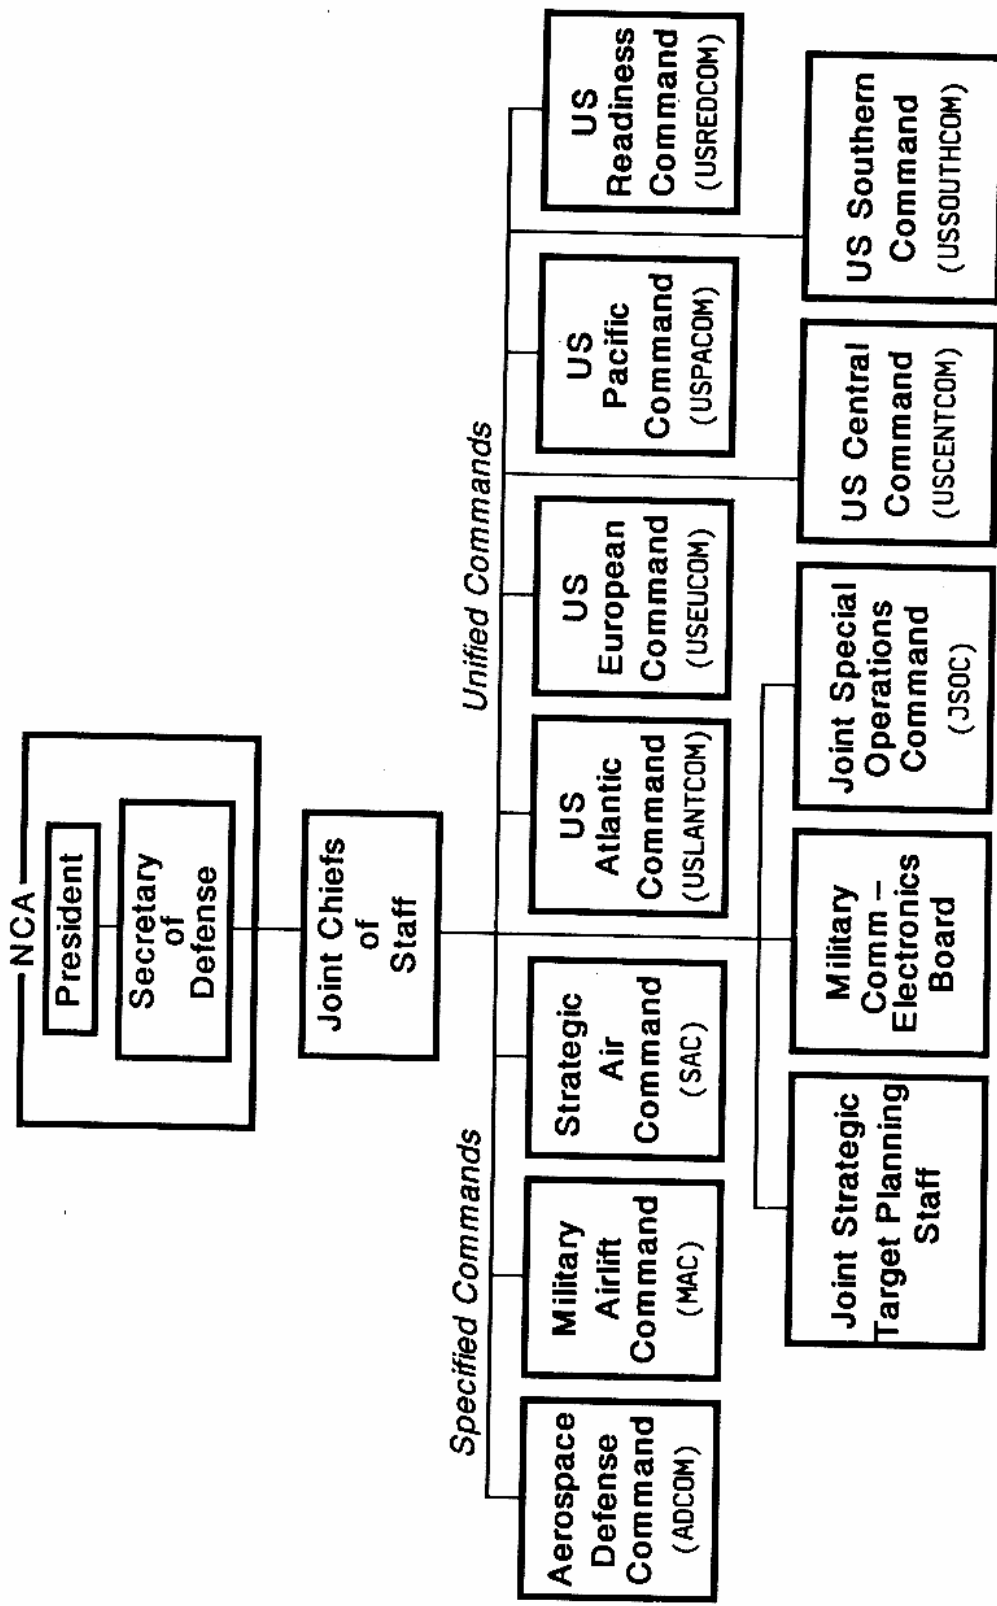 NCA
President
Secretary
of
Defense
Joint Chiefs
of
Staff
Specified Commands
Unified Commands
Aerospace
Defense
Command
(ADCOM)
Military
Airlift
Command
(MAC)
Strategic
Air
Command
(SAC)
US
Atlantic
Command
(USLANTCOM)
US
European
Command
(USEUCOM)
US
Pacific
Command
(USPACOM)
US
Readiness
Command
(USREDCOM)
Joint Strategic
Target Planning
Staff
Military
Comm–
Electronics
Board
Joint Special
Operations
Command
(JSOC)
US Central
Command
(USCENTCOM)
US Southern
Command
(USSOUTHCOM)